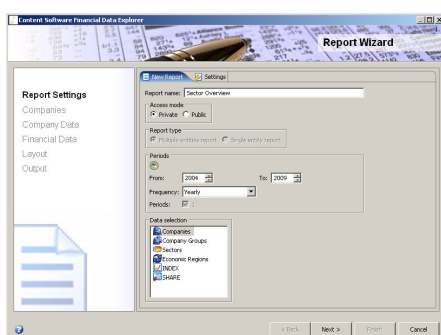 Content Software Financial Data Explorer
Report Wizard
Report Settings
Companies
Company Data
Financial Data
Layout
Output
New Report
Settings
Report name: Sector Overview
Access mode
Private Public
Report type
Multiple entities report Single entity report
Periods
From: 2004 To: 2009
Frequency: Yearly
Periods:
Data selection
Companies
Company Groups
Sectors
Economic Regions
INDEX
SHARE
< Back Next > Finish Cancel